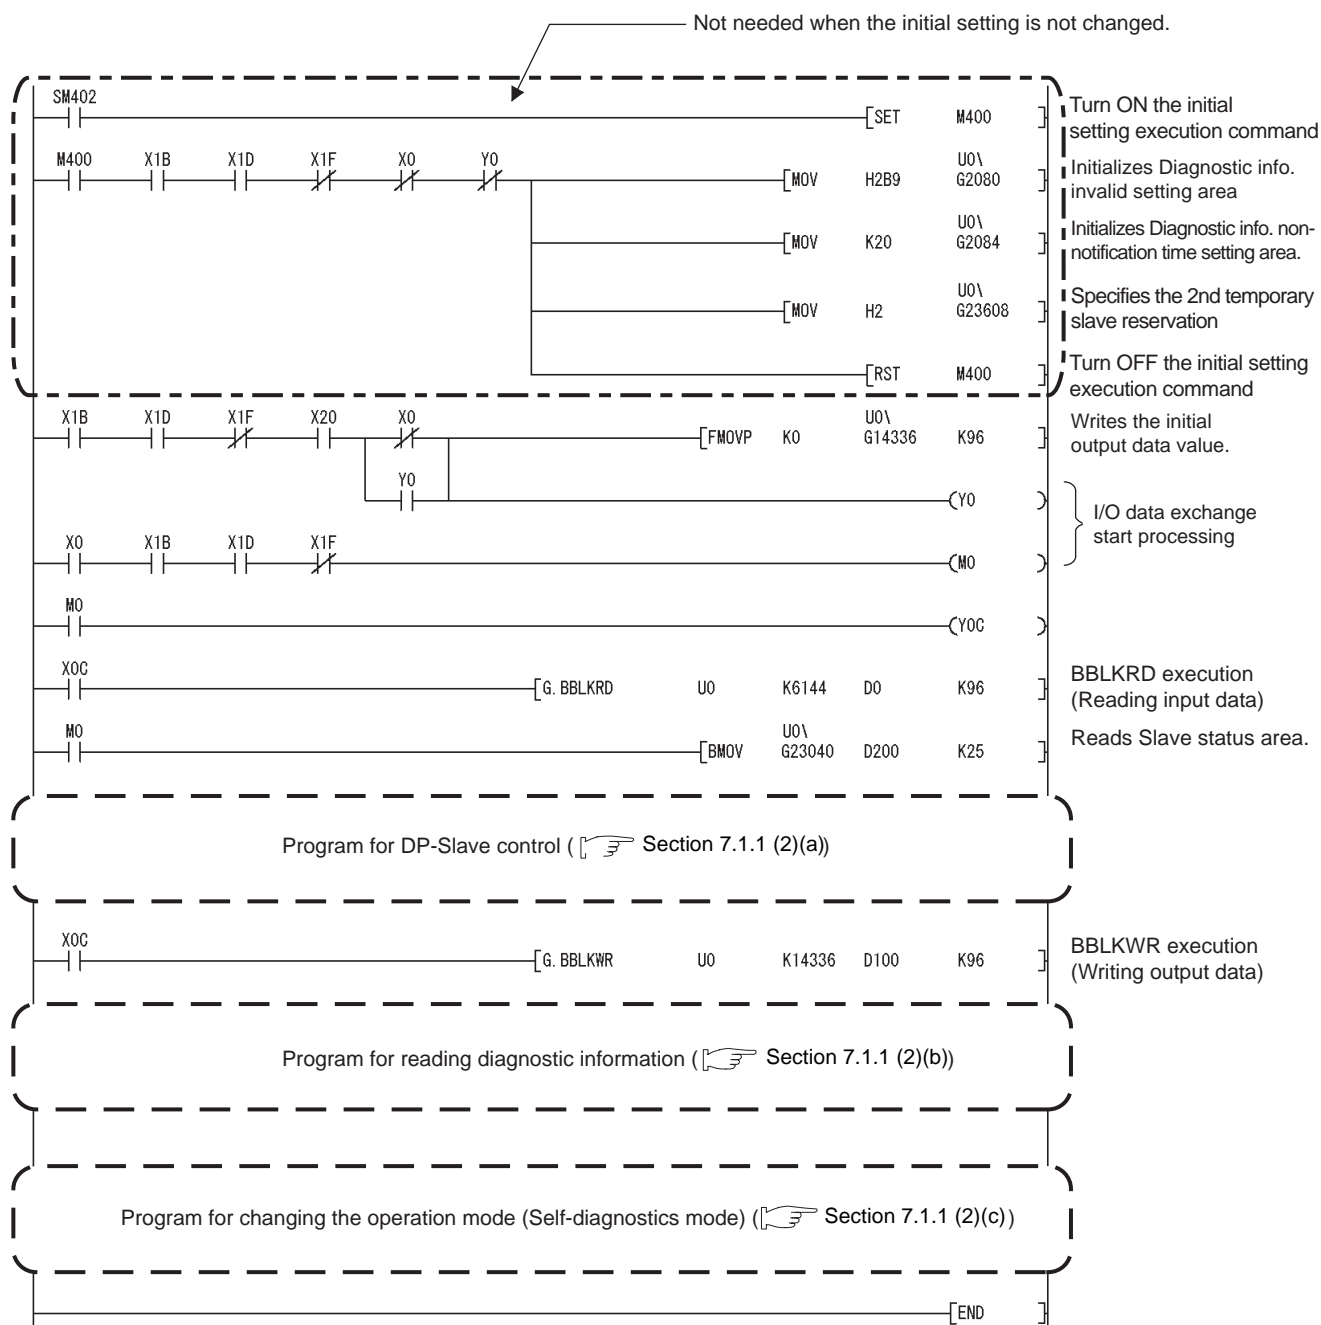 Not needed when the initial setting is not changed.
SM402
[SET M400 ]
Turn ON the initial
setting execution command
M400 X1B X1D X1F X0 Y0
[MOV H2B9 U0\
G2080 ]
Initializes Diagnostic info.
invalid setting area
[MOV K20 U0\
G2084 ]
Initializes Diagnostic info. non-
notification time setting area.
[MOV H2 U0\
G23608 ]
Specifies the 2nd temporary
slave reservation
[RST M400 ]
Turn OFF the initial setting
execution command
X1B X1D X1F X20 X0
[FMOVP K0 U0\
G14336 K96 ]
Writes the initial
output data value.
Y0
(Y0 )
I/O data exchange
start processing
X0 X1B X1D X1F
(M0 )
M0
(Y0C )
X0C
[G.BBLKRD U0 K6144 D0 K96 ]
BBLKRD execution
(Reading input data)
M0
[BMOV U0\
G23040 D200 K25 ]
Reads Slave status area.
Program for DP-Slave control ( Section 7.1.1 (2)(a))
X0C
[G.BBLKWR U0 K14336 D100 K96 ]
BBLKWR execution
(Writing output data)
Program for reading diagnostic information ( Section 7.1.1 (2)(b))
Program for changing the operation mode (Self-diagnostics mode) ( Section 7.1.1 (2)(c))
[END ]